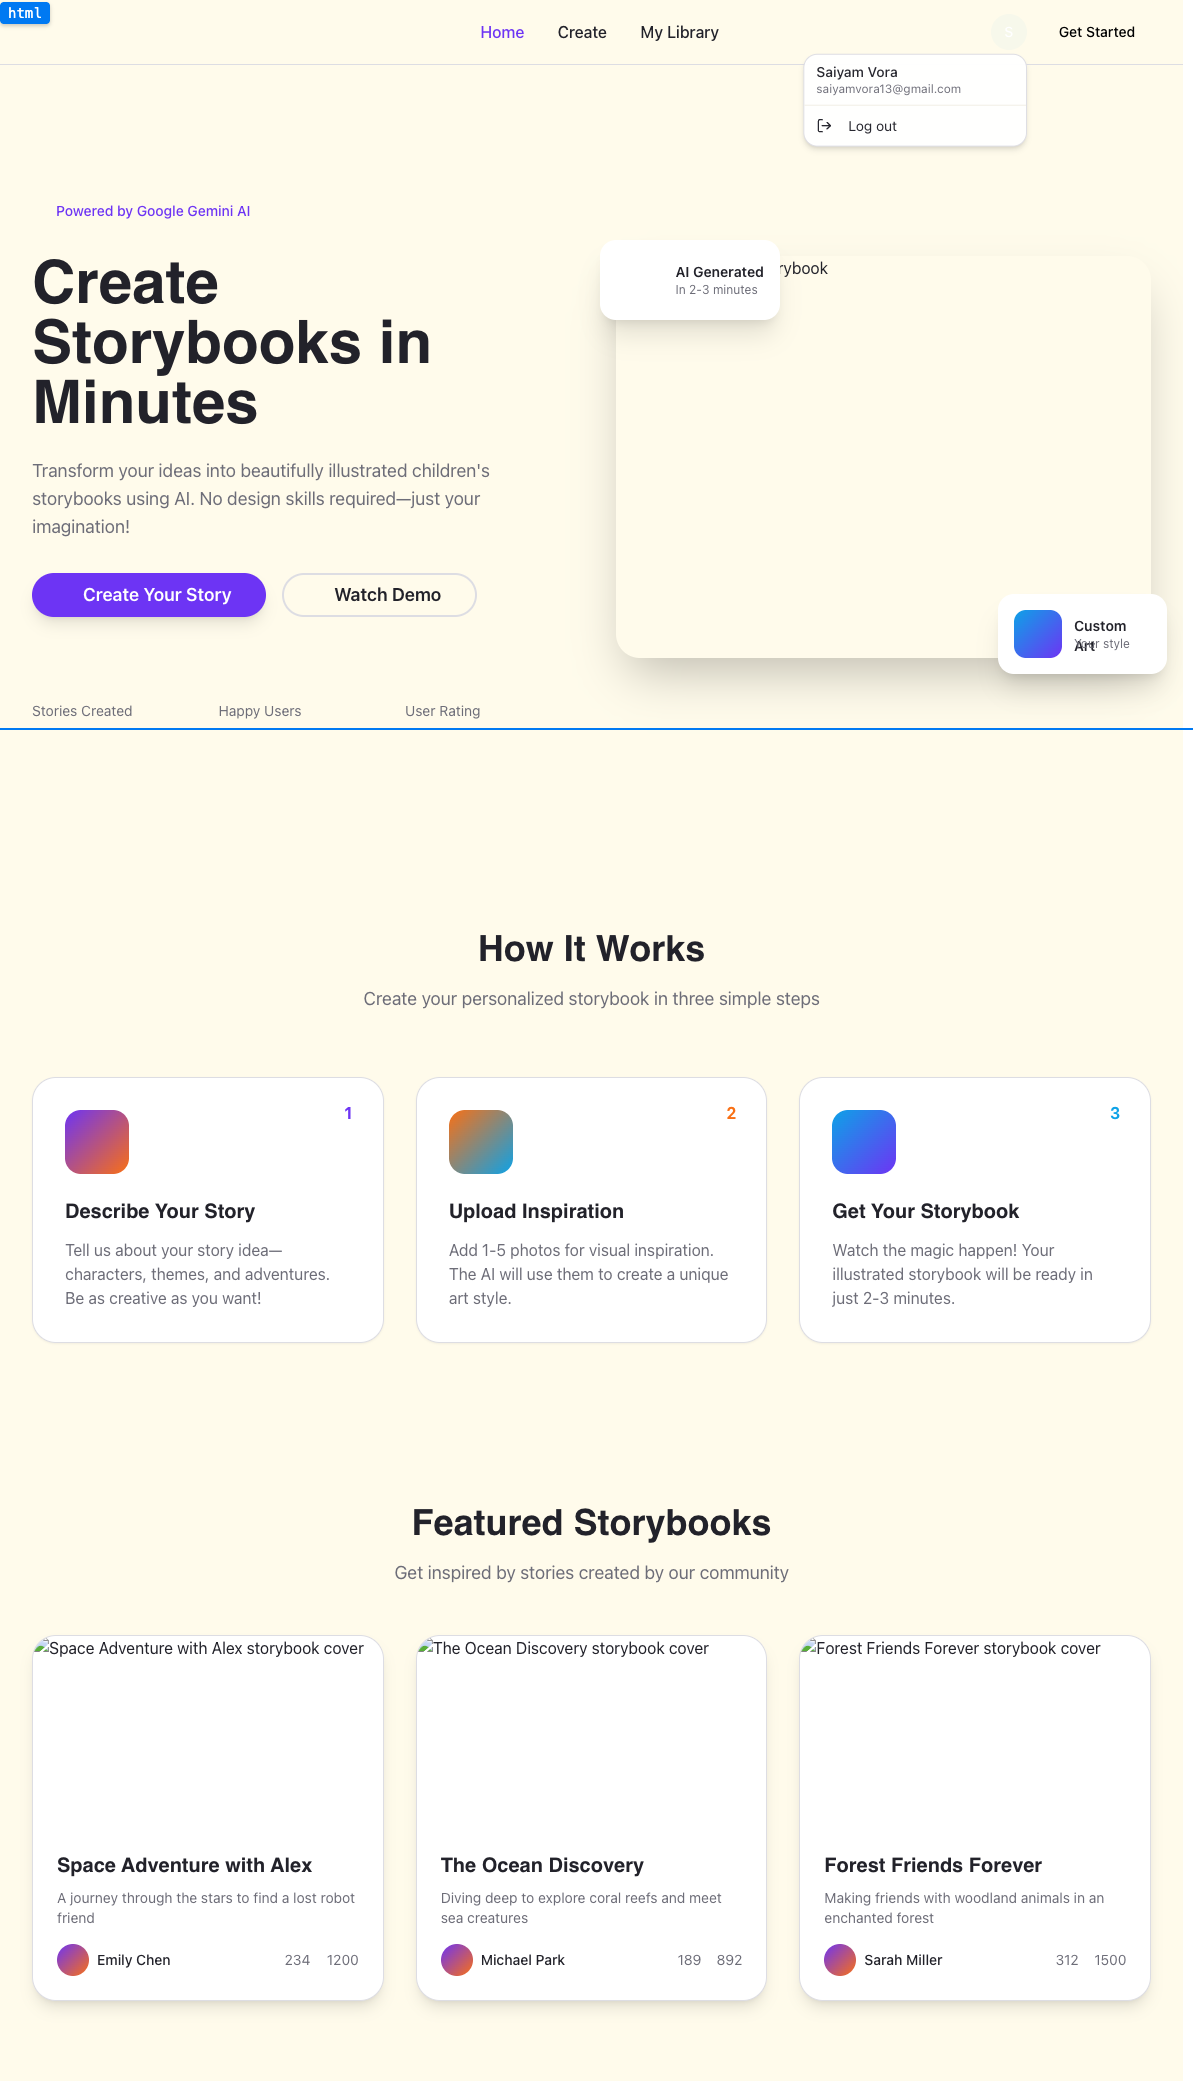 html
Home
Create
My Library
S
Get Started
Saiyam Vora
saiyamvora13@gmail.com
Log out
Powered by Google Gemini AI
Create
Storybooks in
Minutes
Transform your ideas into beautifully illustrated children's
storybooks using AI. No design skills required—just your
imagination!
Create Your Story
Watch Demo
Stories Created
Happy Users
User Rating
AI Generated
In 2-3 minutes
rybook
Custom
Art
Your style
How It Works
Create your personalized storybook in three simple steps
1
Describe Your Story
Tell us about your story idea—
characters, themes, and adventures.
Be as creative as you want!
2
Upload Inspiration
Add 1-5 photos for visual inspiration.
The AI will use them to create a unique
art style.
3
Get Your Storybook
Watch the magic happen! Your
illustrated storybook will be ready in
just 2-3 minutes.
Featured Storybooks
Get inspired by stories created by our community
Space Adventure with Alex storybook cover
Space Adventure with Alex
A journey through the stars to find a lost robot
friend
Emily Chen
234
1200
The Ocean Discovery storybook cover
The Ocean Discovery
Diving deep to explore coral reefs and meet
sea creatures
Michael Park
189
892
Forest Friends Forever storybook cover
Forest Friends Forever
Making friends with woodland animals in an
enchanted forest
Sarah Miller
312
1500